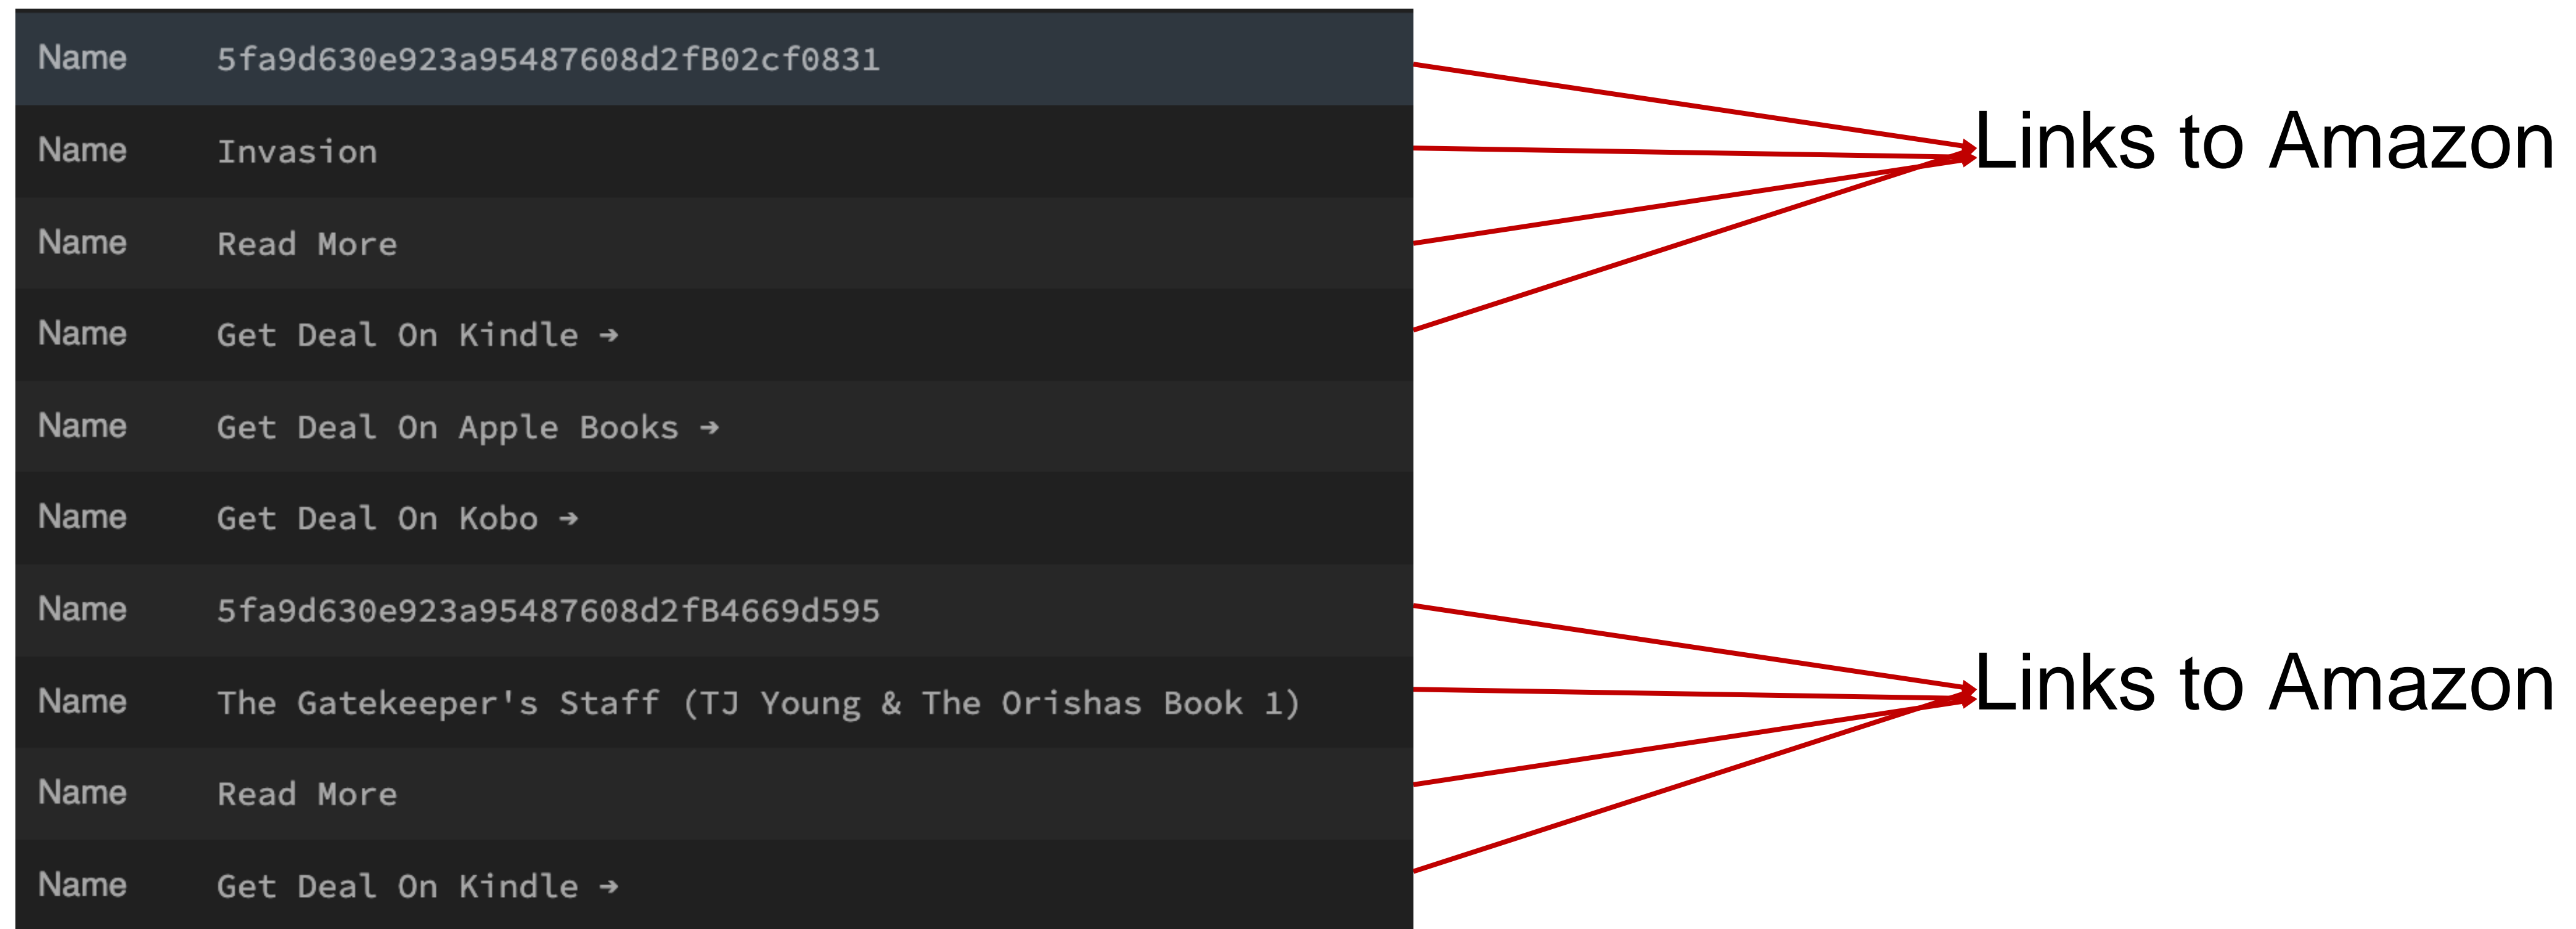 Name 5fa9d630e923a95487608d2fB02cf0831
Name Invasion
Name Read More
Name Get Deal On Kindle →
Name Get Deal On Apple Books →
Name Get Deal On Kobo →
Name 5fa9d630e923a95487608d2fB4669d595
Name The Gatekeeper's Staff (TJ Young & The Orishas Book 1)
Name Read More
Name Get Deal On Kindle →
Links to Amazon
Links to Amazon